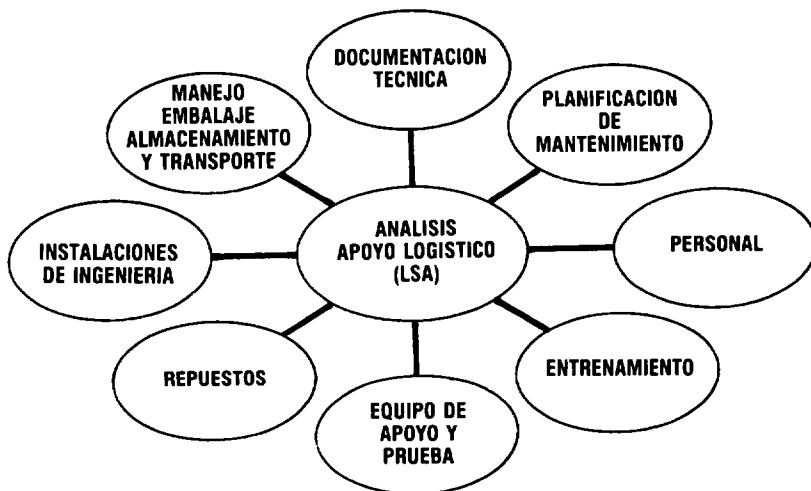 DOCUMENTACION
TECNICA
MANEJO
EMBALAJE
ALMACENAMIENTO
Y TRANSPORTE
PLANIFICACION
DE
MANTENIMIENTO
ANALISIS
APOYO LOGISTICO
(LSA)
INSTALACIONES
DE INGENIERIA
PERSONAL
REPUESTOS
ENTRENAMIENTO
EQUIPO DE
APOYO Y
PRUEBA